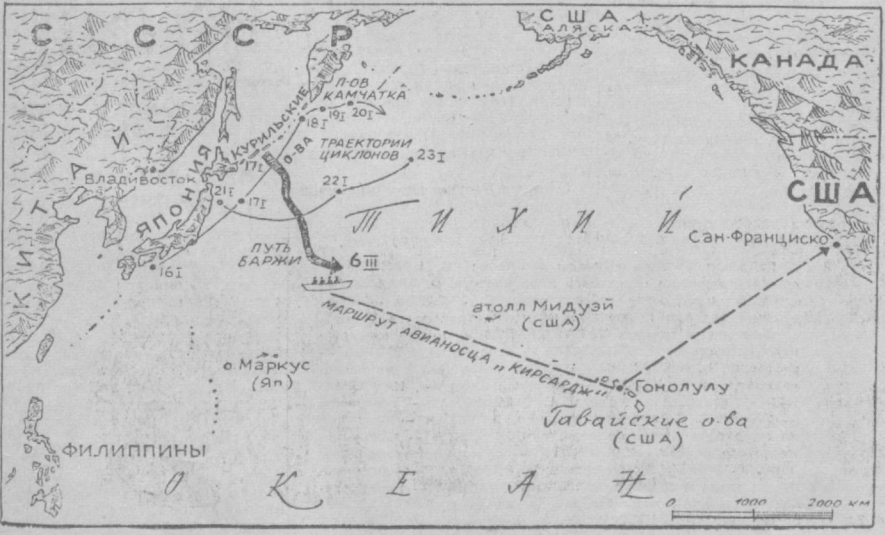 СССР
США
АЛЯСКА
КАНАДА
П-ОВ
КАМЧАТКА
КУРИЛЬСКИЕ
О-ВА
19I
20I
18I
ТРАЕКТОРИИ
ЦИКЛОНОВ
23I
22I
17I
21I
17I
16I
КИТАЙ
Владивосток
ЯПОНИЯ
США
ТИХИЙ
Сан-Франциско
ПУТЬ
БАРЖИ
6III
атолл Мидуэй
(США)
МАРШРУТ АВИАНОСЦА „КИРСАРДЖ"
о. Маркус
(Яп)
Гонолулу
Гавайские о-ва
(США)
ФИЛИППИНЫ
ОКЕАН
0 1000 2000 км